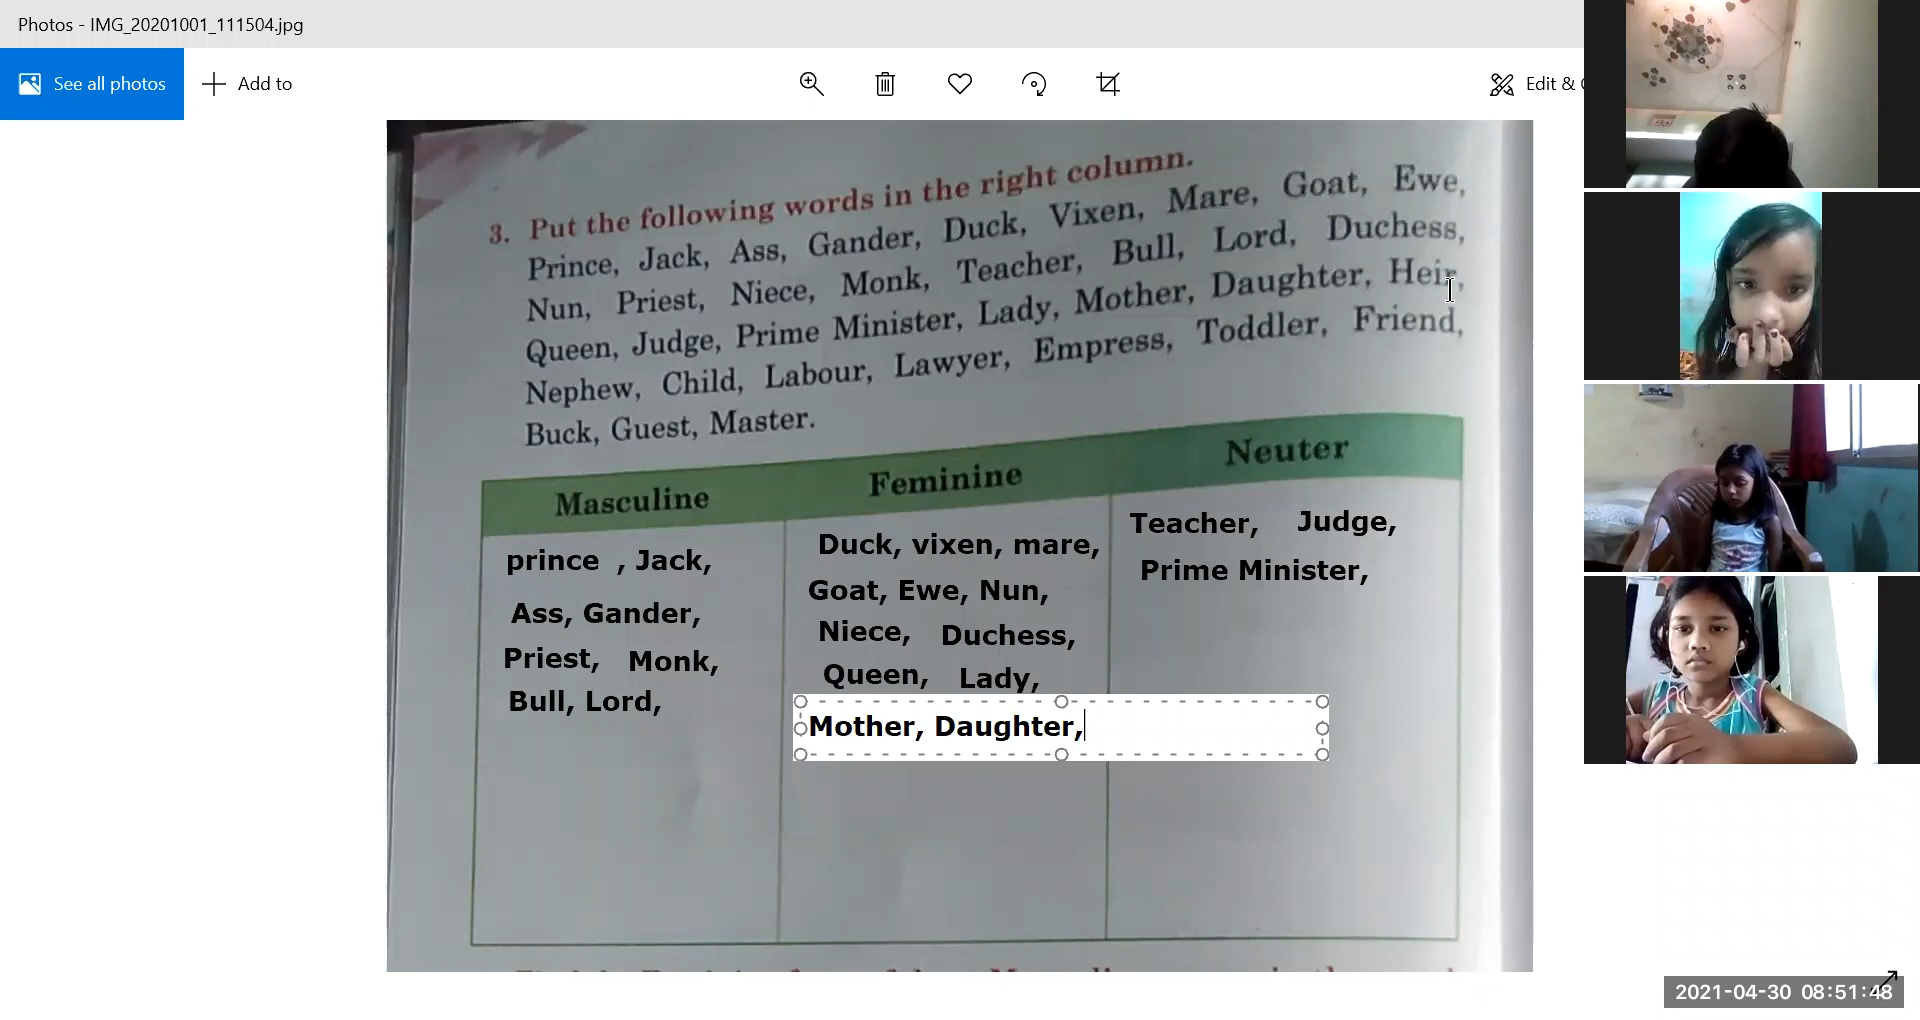 Photos - IMG_20201001_111504.jpg
See all photos
Add to
Edit &
3. Put the following words in the right column.
Prince, Jack, Ass, Gander, Duck, Vixen, Mare, Goat, Ewe,
Nun, Priest, Niece, Monk, Teacher, Bull, Lord, Duchess,
Queen, Judge, Prime Minister, Lady, Mother, Daughter, Heir,
Nephew, Child, Labour, Lawyer, Empress, Toddler, Friend,
Buck, Guest, Master.
Masculine Feminine Neuter
prince , Jack,
Ass, Gander,
Priest, Monk,
Bull, Lord,
Duck, vixen, mare,
Goat, Ewe, Nun,
Niece, Duchess,
Queen, Lady,
Mother, Daughter,
Teacher, Judge,
Prime Minister,
2021-04-30 08:51:48